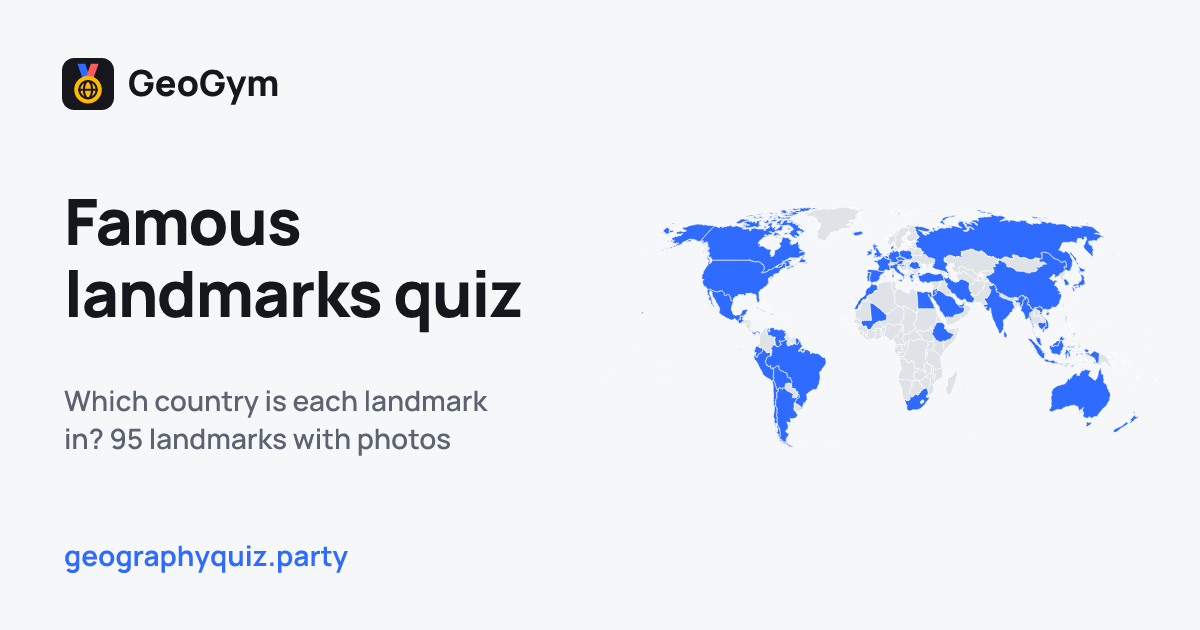 GeoGym
Famous
landmarks quiz
Which country is each landmark
in? 95 landmarks with photos
geographyquiz.party